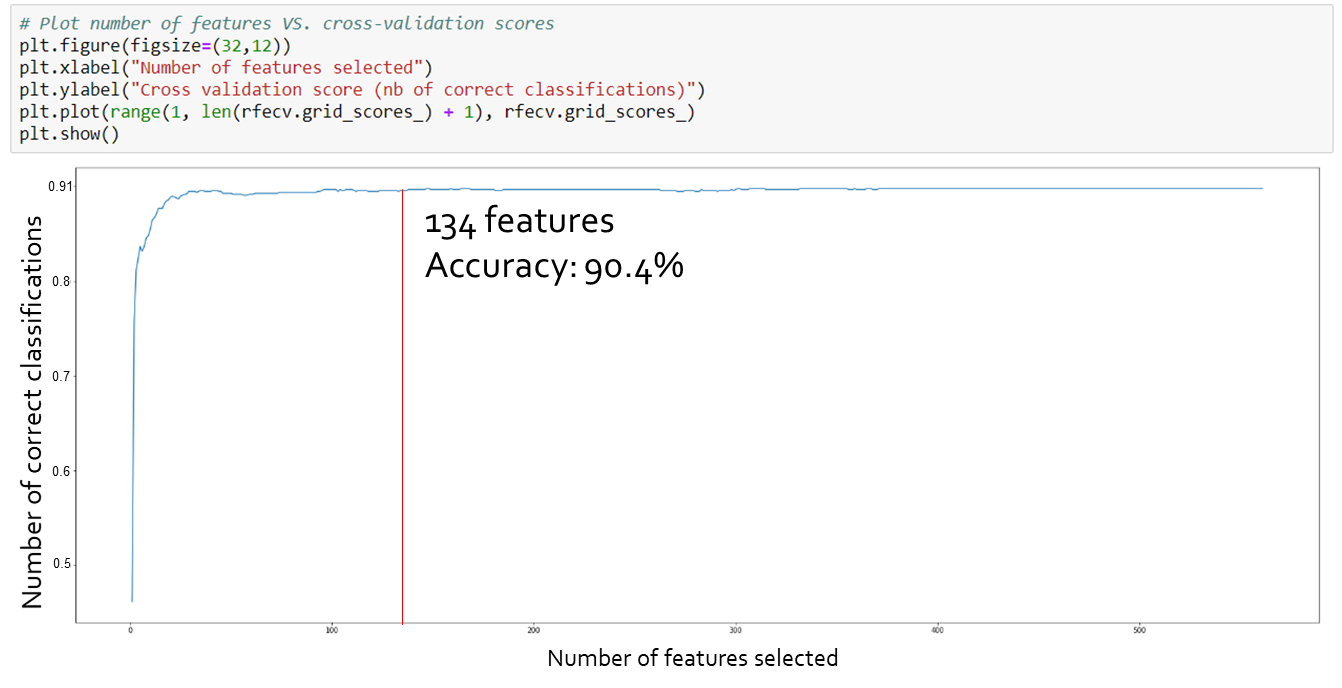 # Plot number of features VS. cross-validation scores
plt.figure(figsize=(32,12))
plt.xlabel("Number of features selected")
plt.ylabel("Cross validation score (nb of correct classifications)")
plt.plot(range(1, len(rfecv.grid_scores_) + 1), rfecv.grid_scores_)
plt.show()
0.91
134 features
Accuracy: 90.4%
0.8
0.7
0.6
0.5
Number of correct classifications
0 100 200 300 400 500
Number of features selected